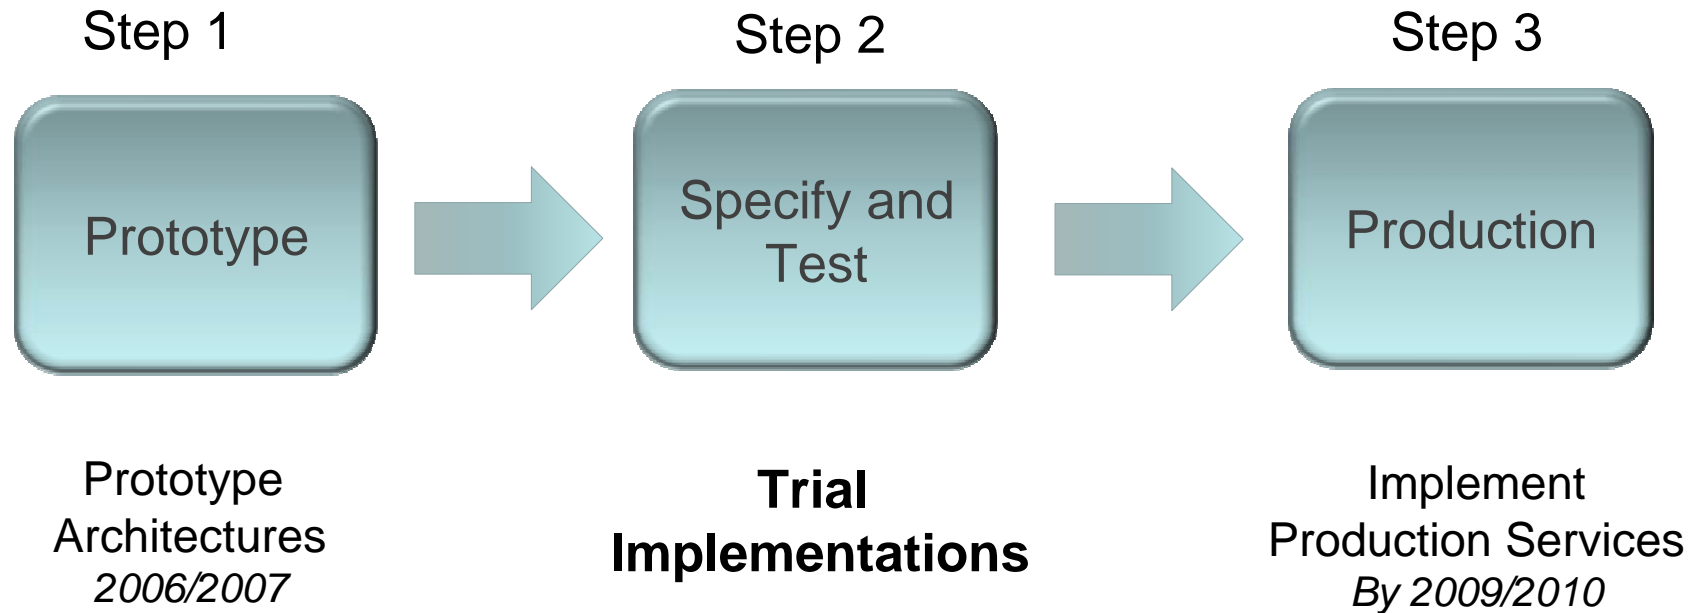 Step 1
Step 2
Step 3
Prototype
Specify and
Test
Production
Prototype
Architectures
2006/2007
Trial
Implementations
Implement
Production Services
By 2009/2010